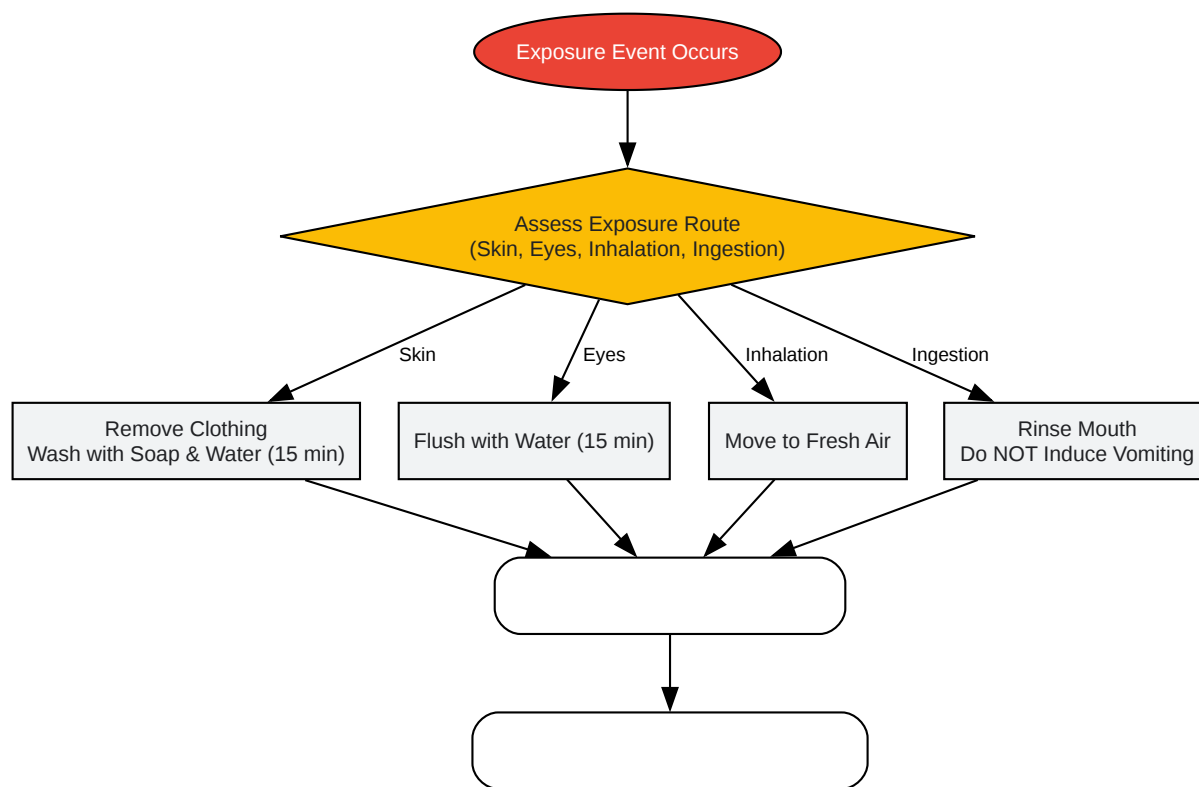 Exposure Event Occurs
Assess Exposure Route
(Skin, Eyes, Inhalation, Ingestion)
Skin
Eyes
Inhalation
Ingestion
Remove Clothing
Wash with Soap & Water (15 min)
Flush with Water (15 min)
Move to Fresh Air
Rinse Mouth
Do NOT Induce Vomiting